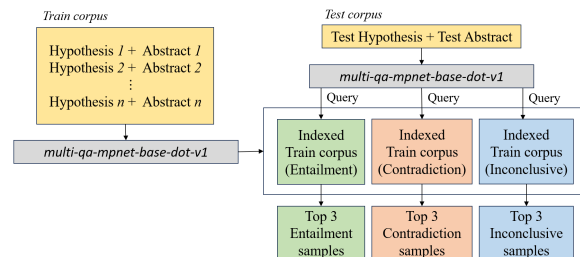 Train corpus
Hypothesis 1 + Abstract 1
Hypothesis 2 + Abstract 2
⋮
Hypothesis n + Abstract n
multi-qa-mpnet-base-dot-v1
Test corpus
Test Hypothesis + Test Abstract
multi-qa-mpnet-base-dot-v1
Query
Query
Query
Indexed
Train corpus
(Entailment)
Indexed
Train corpus
(Contradiction)
Indexed
Train corpus
(Inconclusive)
Top 3
Entailment
samples
Top 3
Contradiction
samples
Top 3
Inconclusive
samples